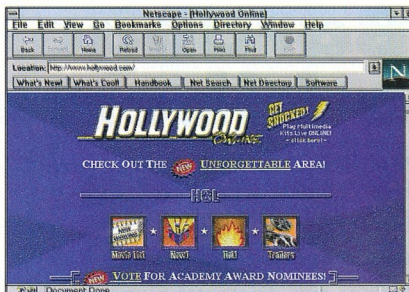 Netscape - [Hollywood Online]
File Edit View Go Bookmarks Options Directory Window Help
Back Forward Home Reload Images Open Print Find
Location: http://www.hollywood.com/
What's New! What's Cool! Handbook Net Search Net Directory Software
N
HOLLYWOOD
ONLINE
GET
SHOCKED!
Play Multimedia
Kits Live ONLINE!
- click here! -
CHECK OUT THE NEW UNFORGETTABLE AREA!
HOL
NOW
SHOWING
Movie List New! Hot! Trailers
NEW VOTE FOR ACADEMY AWARD NOMINEES!
Document Done